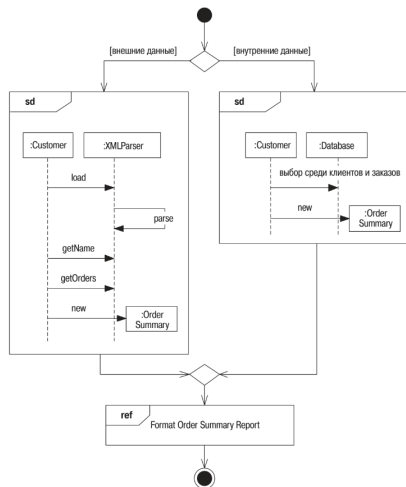 [внешние данные]
[внутренние данные]
sd
:Customer
:XMLParser
load
parse
getName
getOrders
new
:Order
Summary
sd
:Customer
:Database
выбор среди клиентов и заказов
new
:Order
Summary
ref
Format Order Summary Report